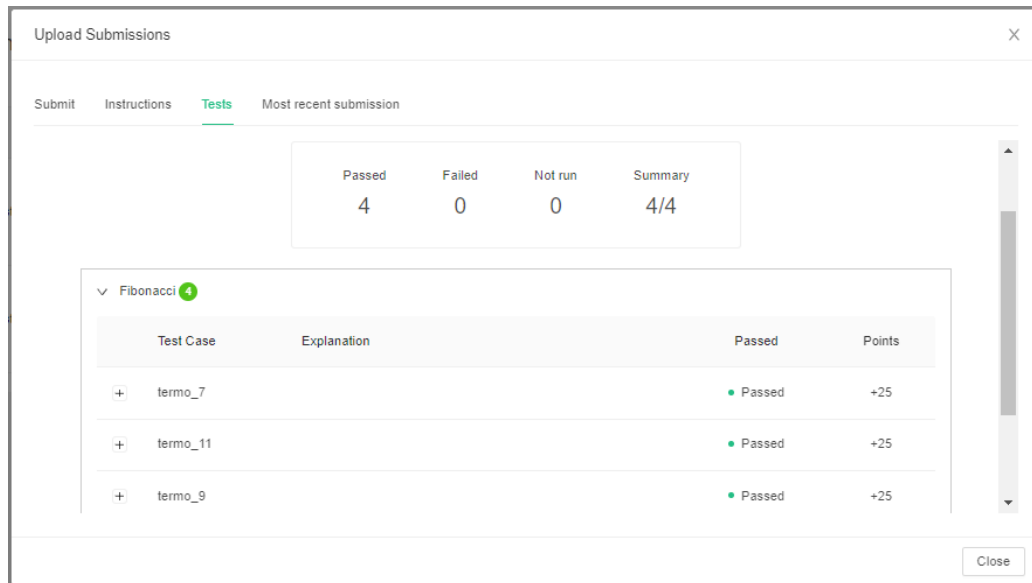 Upload Submissions
Submit Instructions Tests Most recent submission
Passed Failed Not run Summary
4 0 0 4/4
Fibonacci 4
Test Case Explanation Passed Points
termo_7 Passed +25
termo_11 Passed +25
termo_9 Passed +25
Close